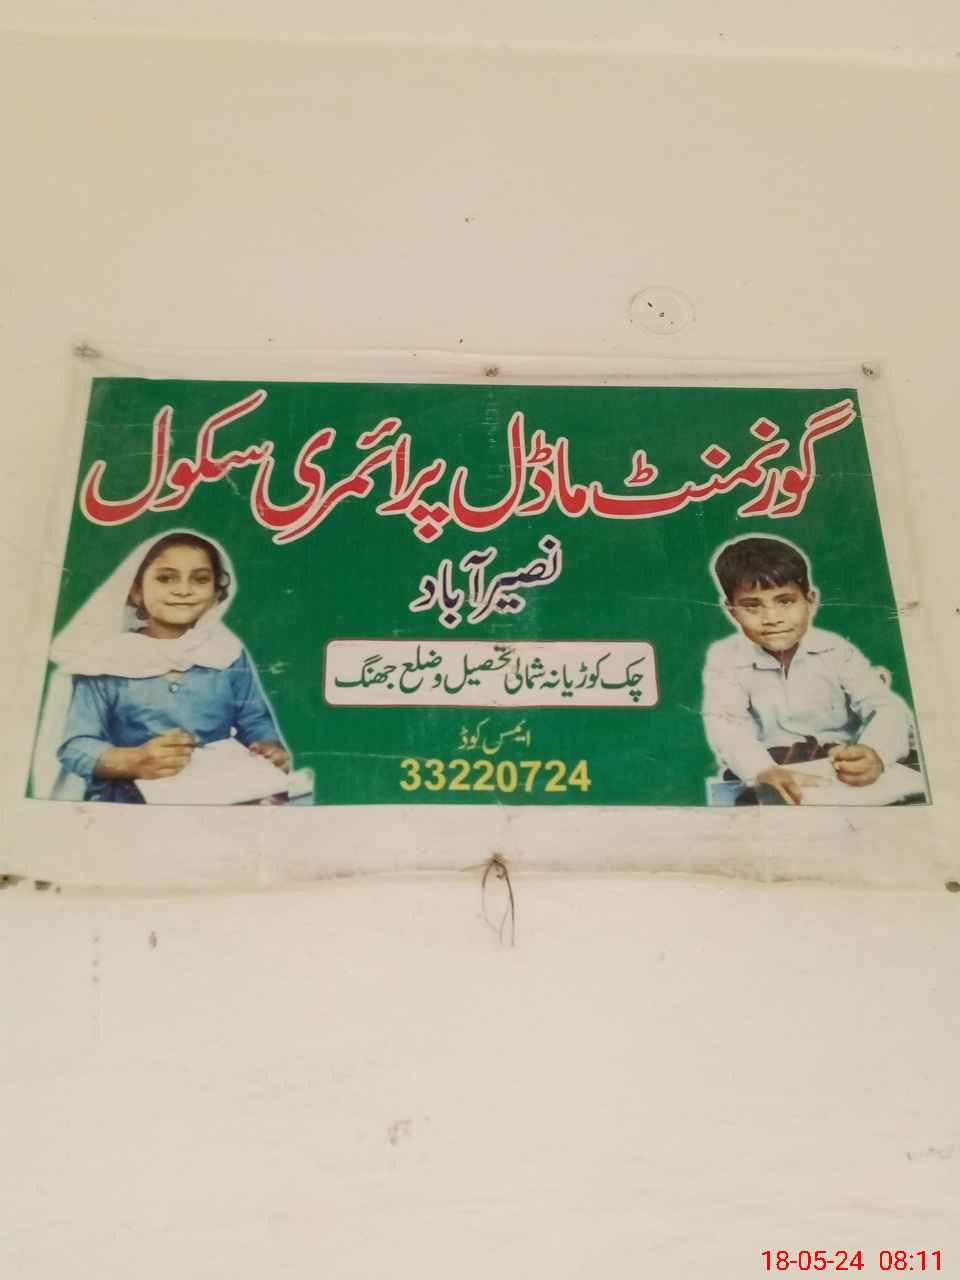 گورنمنٹ ماڈل پرائمری سکول
نصیر آباد
چک کوڑیانہ شمالی تحصیل و ضلع جھنگ
ایمس کوڈ
33220724
18-05-24 08:11